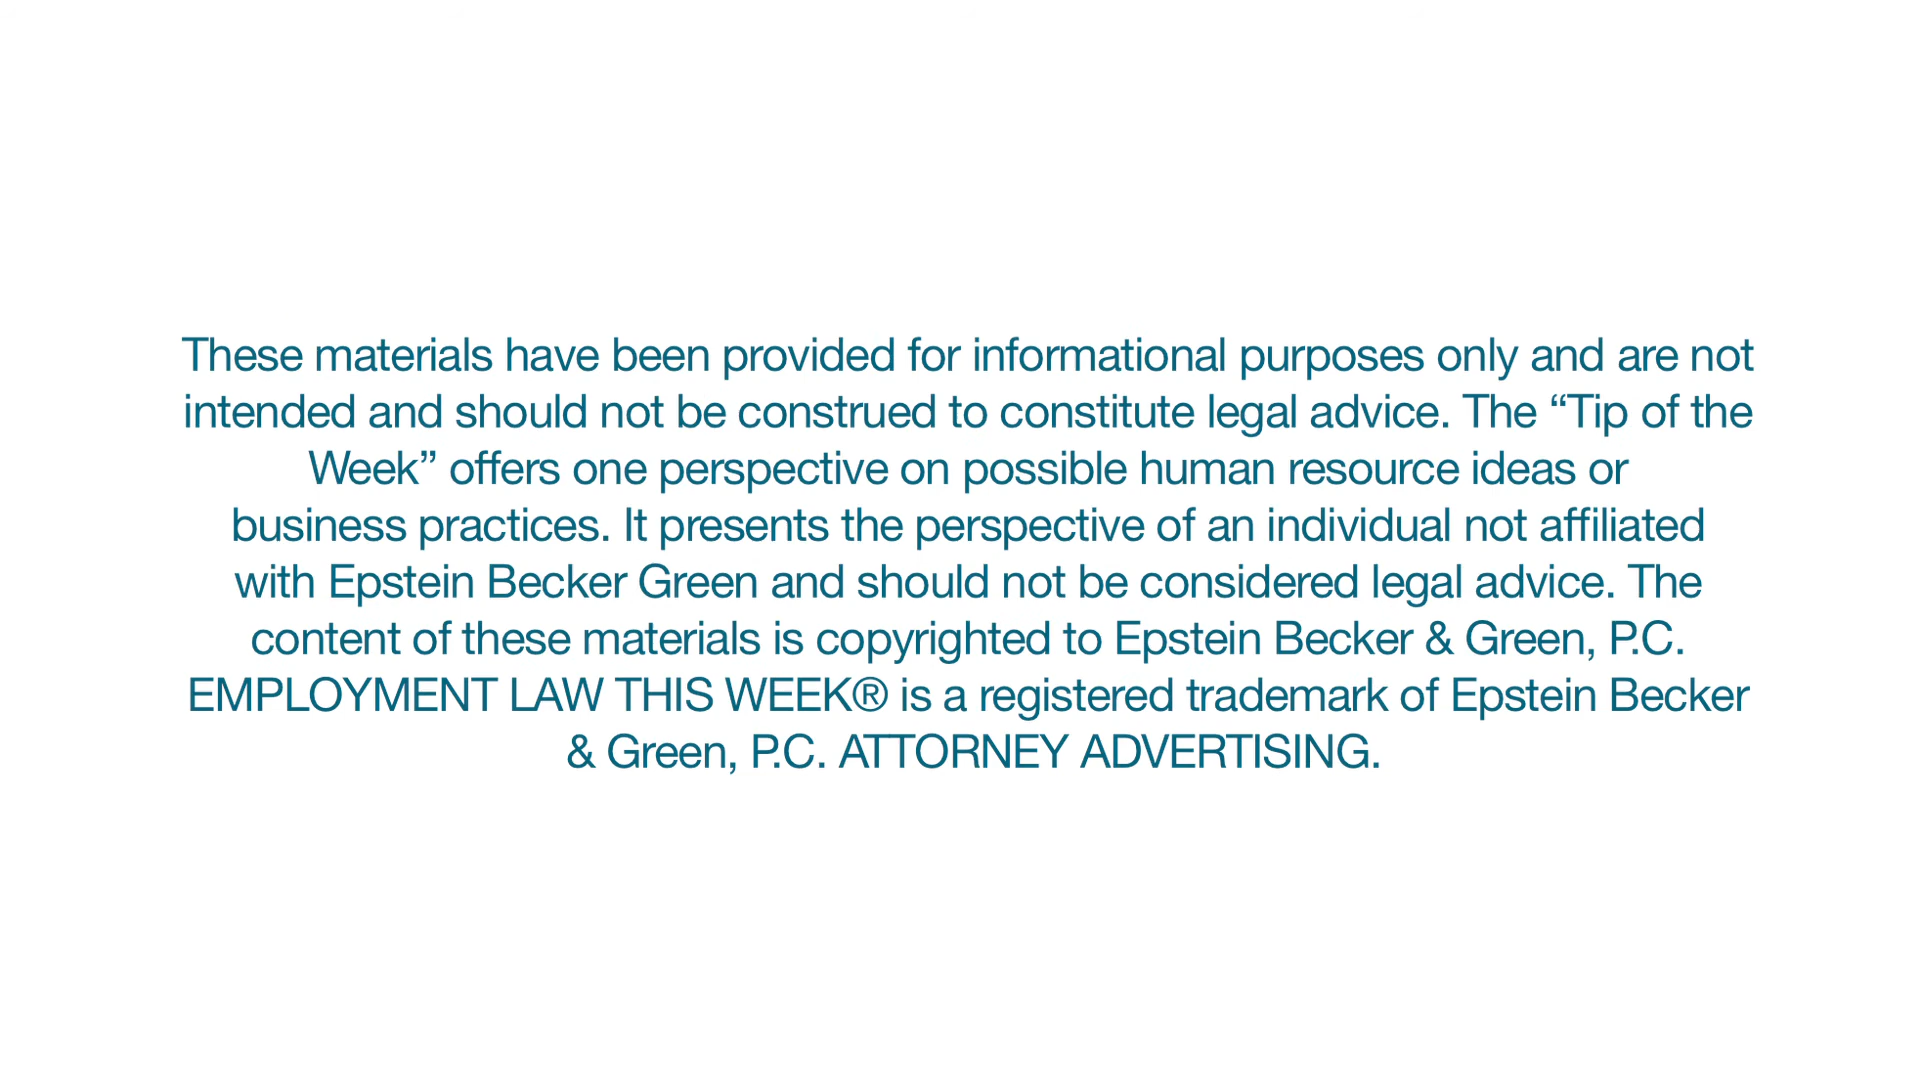 These materials have been provided for informational purposes only and are not
intended and should not be construed to constitute legal advice. The “Tip of the
Week” offers one perspective on possible human resource ideas or
business practices. It presents the perspective of an individual not affiliated
with Epstein Becker Green and should not be considered legal advice. The
content of these materials is copyrighted to Epstein Becker & Green, P.C.
EMPLOYMENT LAW THIS WEEK® is a registered trademark of Epstein Becker
& Green, P.C. ATTORNEY ADVERTISING.